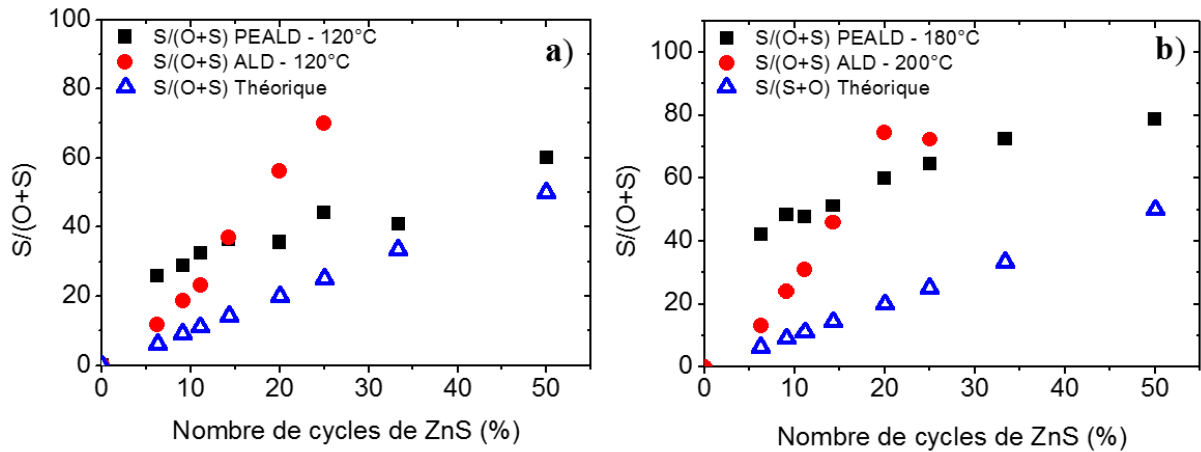 a)
S/(O+S) PEALD - 120°C
S/(O+S) ALD - 120°C
S/(O+S) Théorique
S/(O+S)
100
80
60
40
20
0
0 10 20 30 40 50
Nombre de cycles de ZnS (%)
b)
S/(O+S) PEALD - 180°C
S/(O+S) ALD - 200°C
S/(S+O) Théorique
S/(O+S)
100
80
60
40
20
0
0 10 20 30 40 50
Nombre de cycles de ZnS (%)